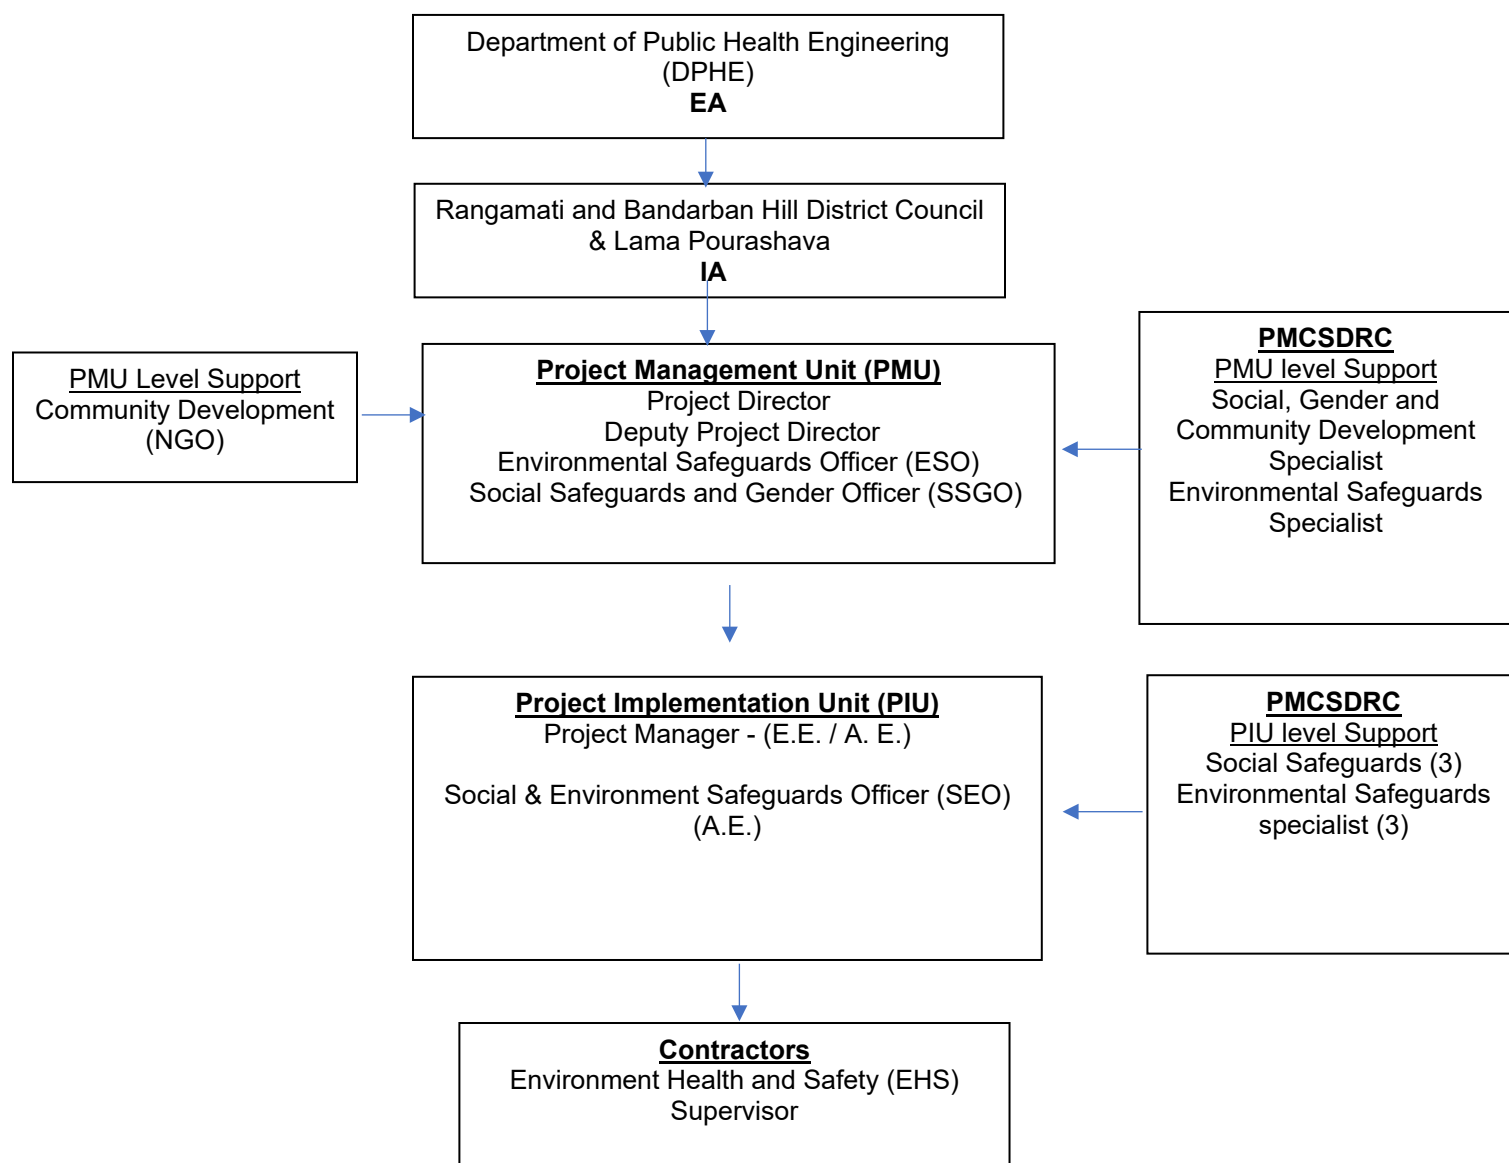 Department of Public Health Engineering
(DPHE)
EA
Rangamati and Bandarban Hill District Council
& Lama Pourashava
IA
PMU Level Support
Community Development
(NGO)
Project Management Unit (PMU)
Project Director
Deputy Project Director
Environmental Safeguards Officer (ESO)
Social Safeguards and Gender Officer (SSGO)
PMCSDRC
PMU level Support
Social, Gender and
Community Development
Specialist
Environmental Safeguards
Specialist
Project Implementation Unit (PIU)
Project Manager - (E.E. / A. E.)
Social & Environment Safeguards Officer (SEO)
(A.E.)
PMCSDRC
PIU level Support
Social Safeguards (3)
Environmental Safeguards
specialist (3)
Contractors
Environment Health and Safety (EHS)
Supervisor